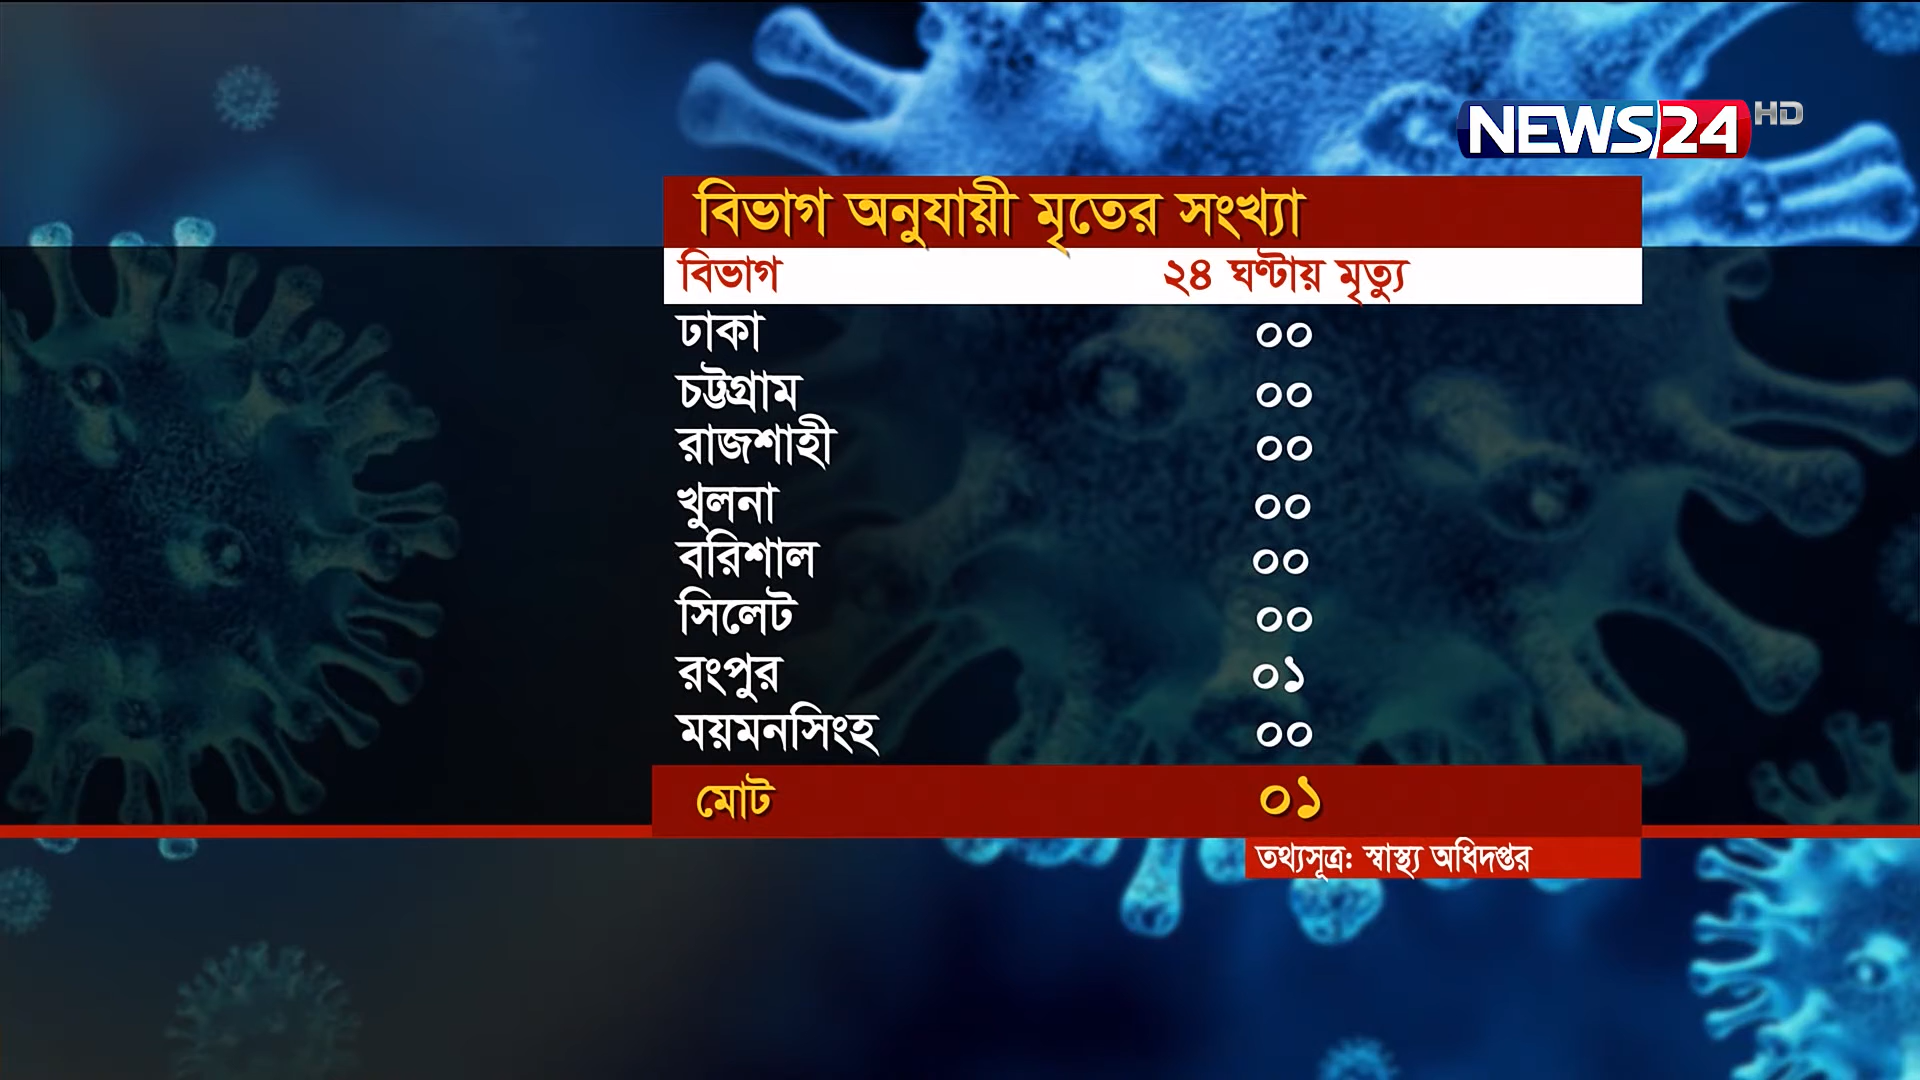 NEWS24 HD
বিভাগ অনুযায়ী মৃতের সংখ্যা
বিভাগ ২৪ ঘণ্টায় মৃত্যু
ঢাকা ০০
চট্টগ্রাম ০০
রাজশাহী ০০
খুলনা ০০
বরিশাল ০০
সিলেট ০০
রংপুর ০১
ময়মনসিংহ ০০
মোট ০১
তথ্যসূত্র: স্বাস্থ্য অধিদপ্তর